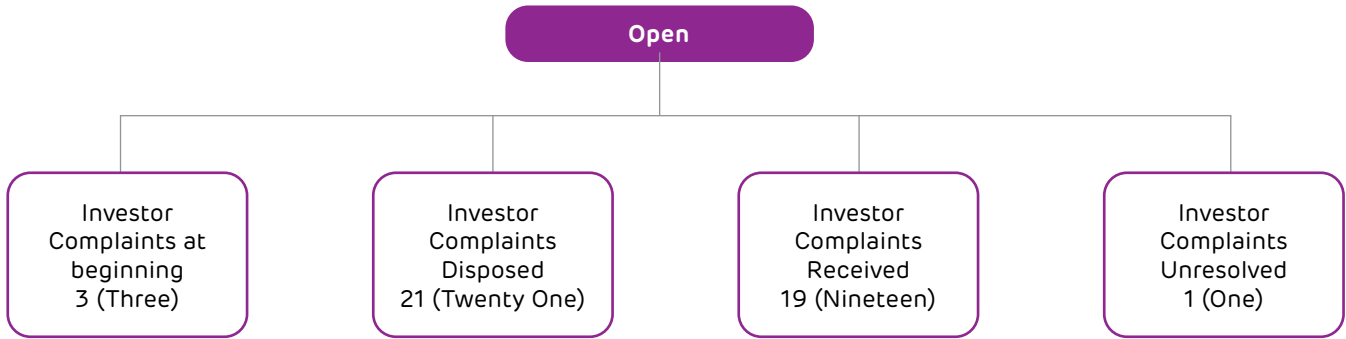 Open
Investor
Complaints at
beginning
3 (Three)
Investor
Complaints
Disposed
21 (Twenty One)
Investor
Complaints
Received
19 (Nineteen)
Investor
Complaints
Unresolved
1 (One)